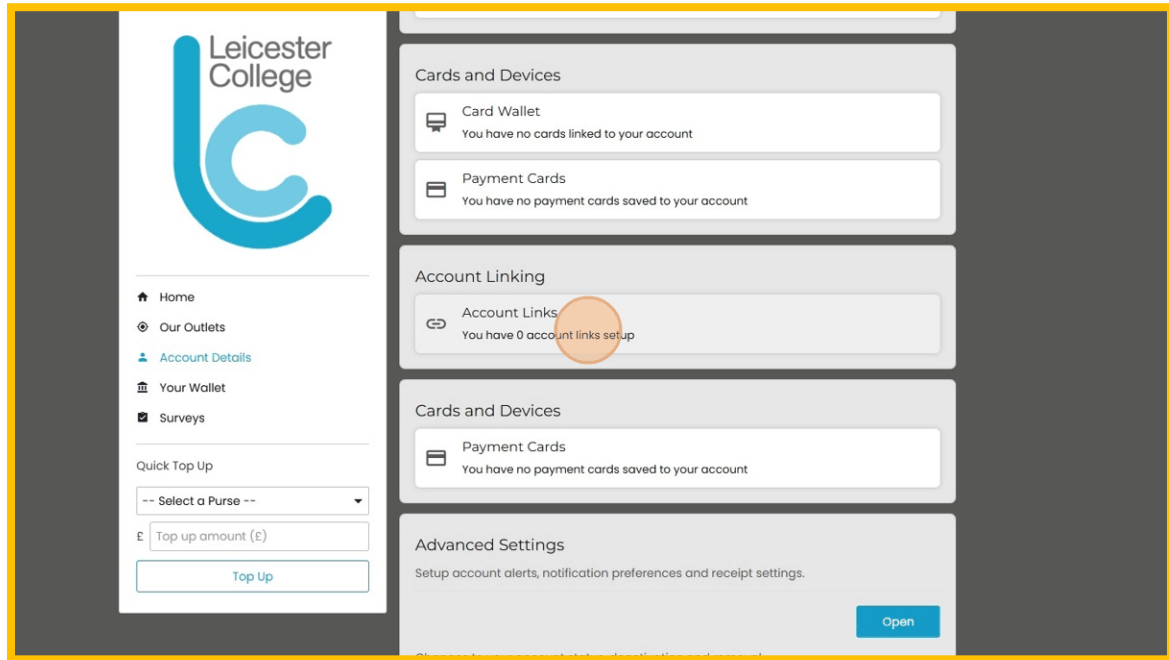 Leicester
College
Home
Our Outlets
Account Details
Your Wallet
Surveys
Quick Top Up
-- Select a Purse --
£ Top up amount (£)
Top Up
Cards and Devices
Card Wallet
You have no cards linked to your account
Payment Cards
You have no payment cards saved to your account
Account Linking
Account Links
You have 0 account links setup
Cards and Devices
Payment Cards
You have no payment cards saved to your account
Advanced Settings
Setup account alerts, notification preferences and receipt settings.
Open